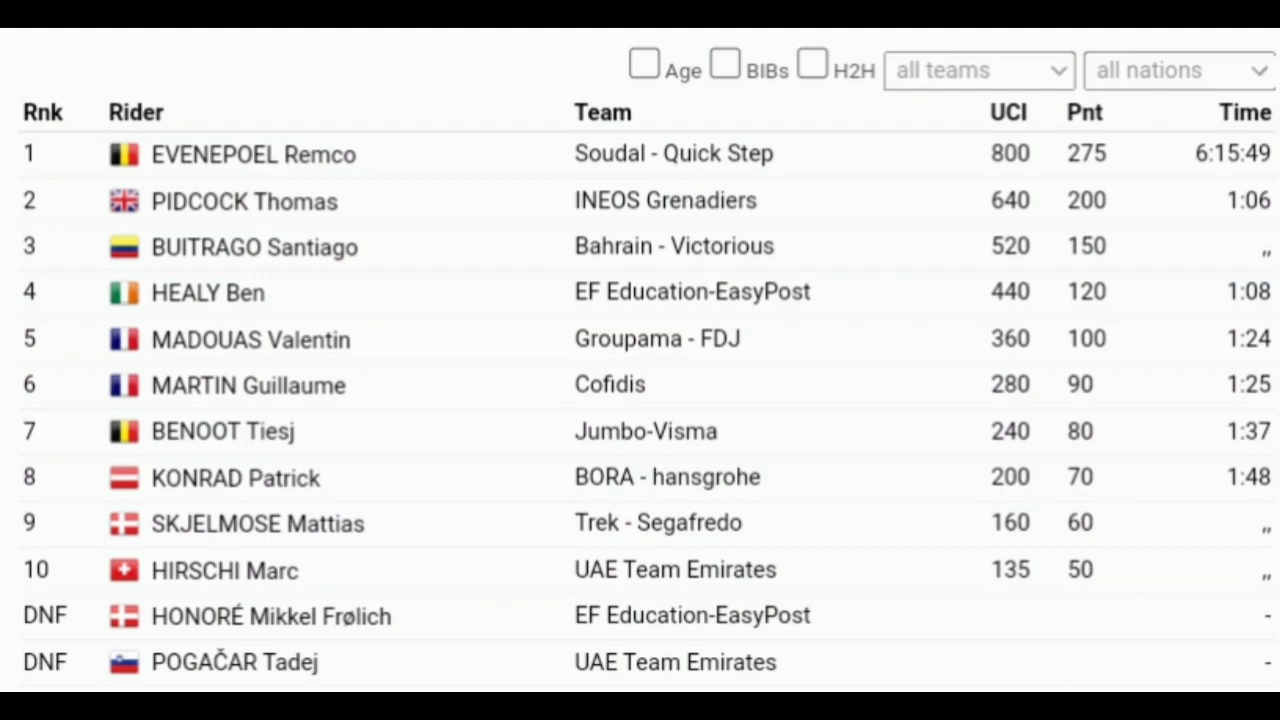 Age BIBs H2H all teams all nations
Rnk Rider Team UCI Pnt Time
1 EVENEPOEL Remco Soudal - Quick Step 800 275 6:15:49
2 PIDCOCK Thomas INEOS Grenadiers 640 200 1:06
3 BUITRAGO Santiago Bahrain - Victorious 520 150 ,,
4 HEALY Ben EF Education-EasyPost 440 120 1:08
5 MADOUAS Valentin Groupama - FDJ 360 100 1:24
6 MARTIN Guillaume Cofidis 280 90 1:25
7 BENOOT Tiesj Jumbo-Visma 240 80 1:37
8 KONRAD Patrick BORA - hansgrohe 200 70 1:48
9 SKJELMOSE Mattias Trek - Segafredo 160 60 ,,
10 HIRSCHI Marc UAE Team Emirates 135 50 ,,
DNF HONORÉ Mikkel Frølich EF Education-EasyPost -
DNF POGAČAR Tadej UAE Team Emirates -